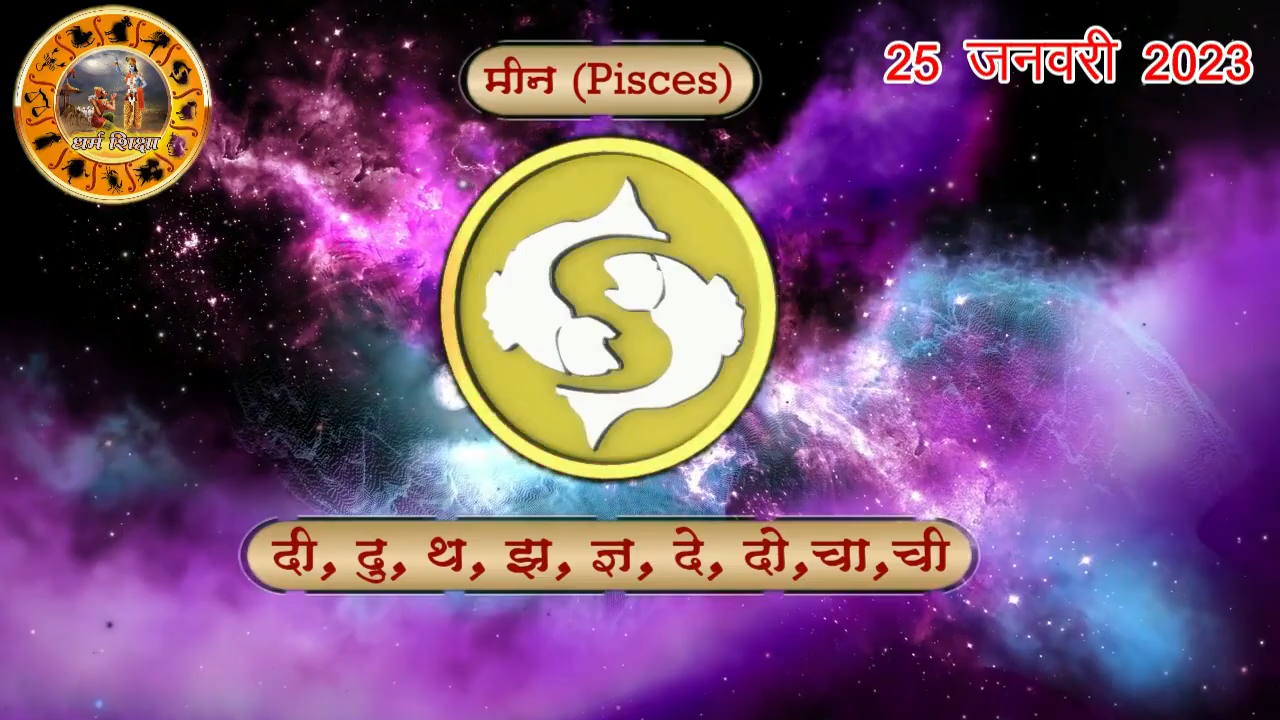 धर्म शिक्षा
मीन (Pisces)
25 जनवरी 2023
दी, दु, थ, झ, ज्ञ, दे, दो,चा,ची